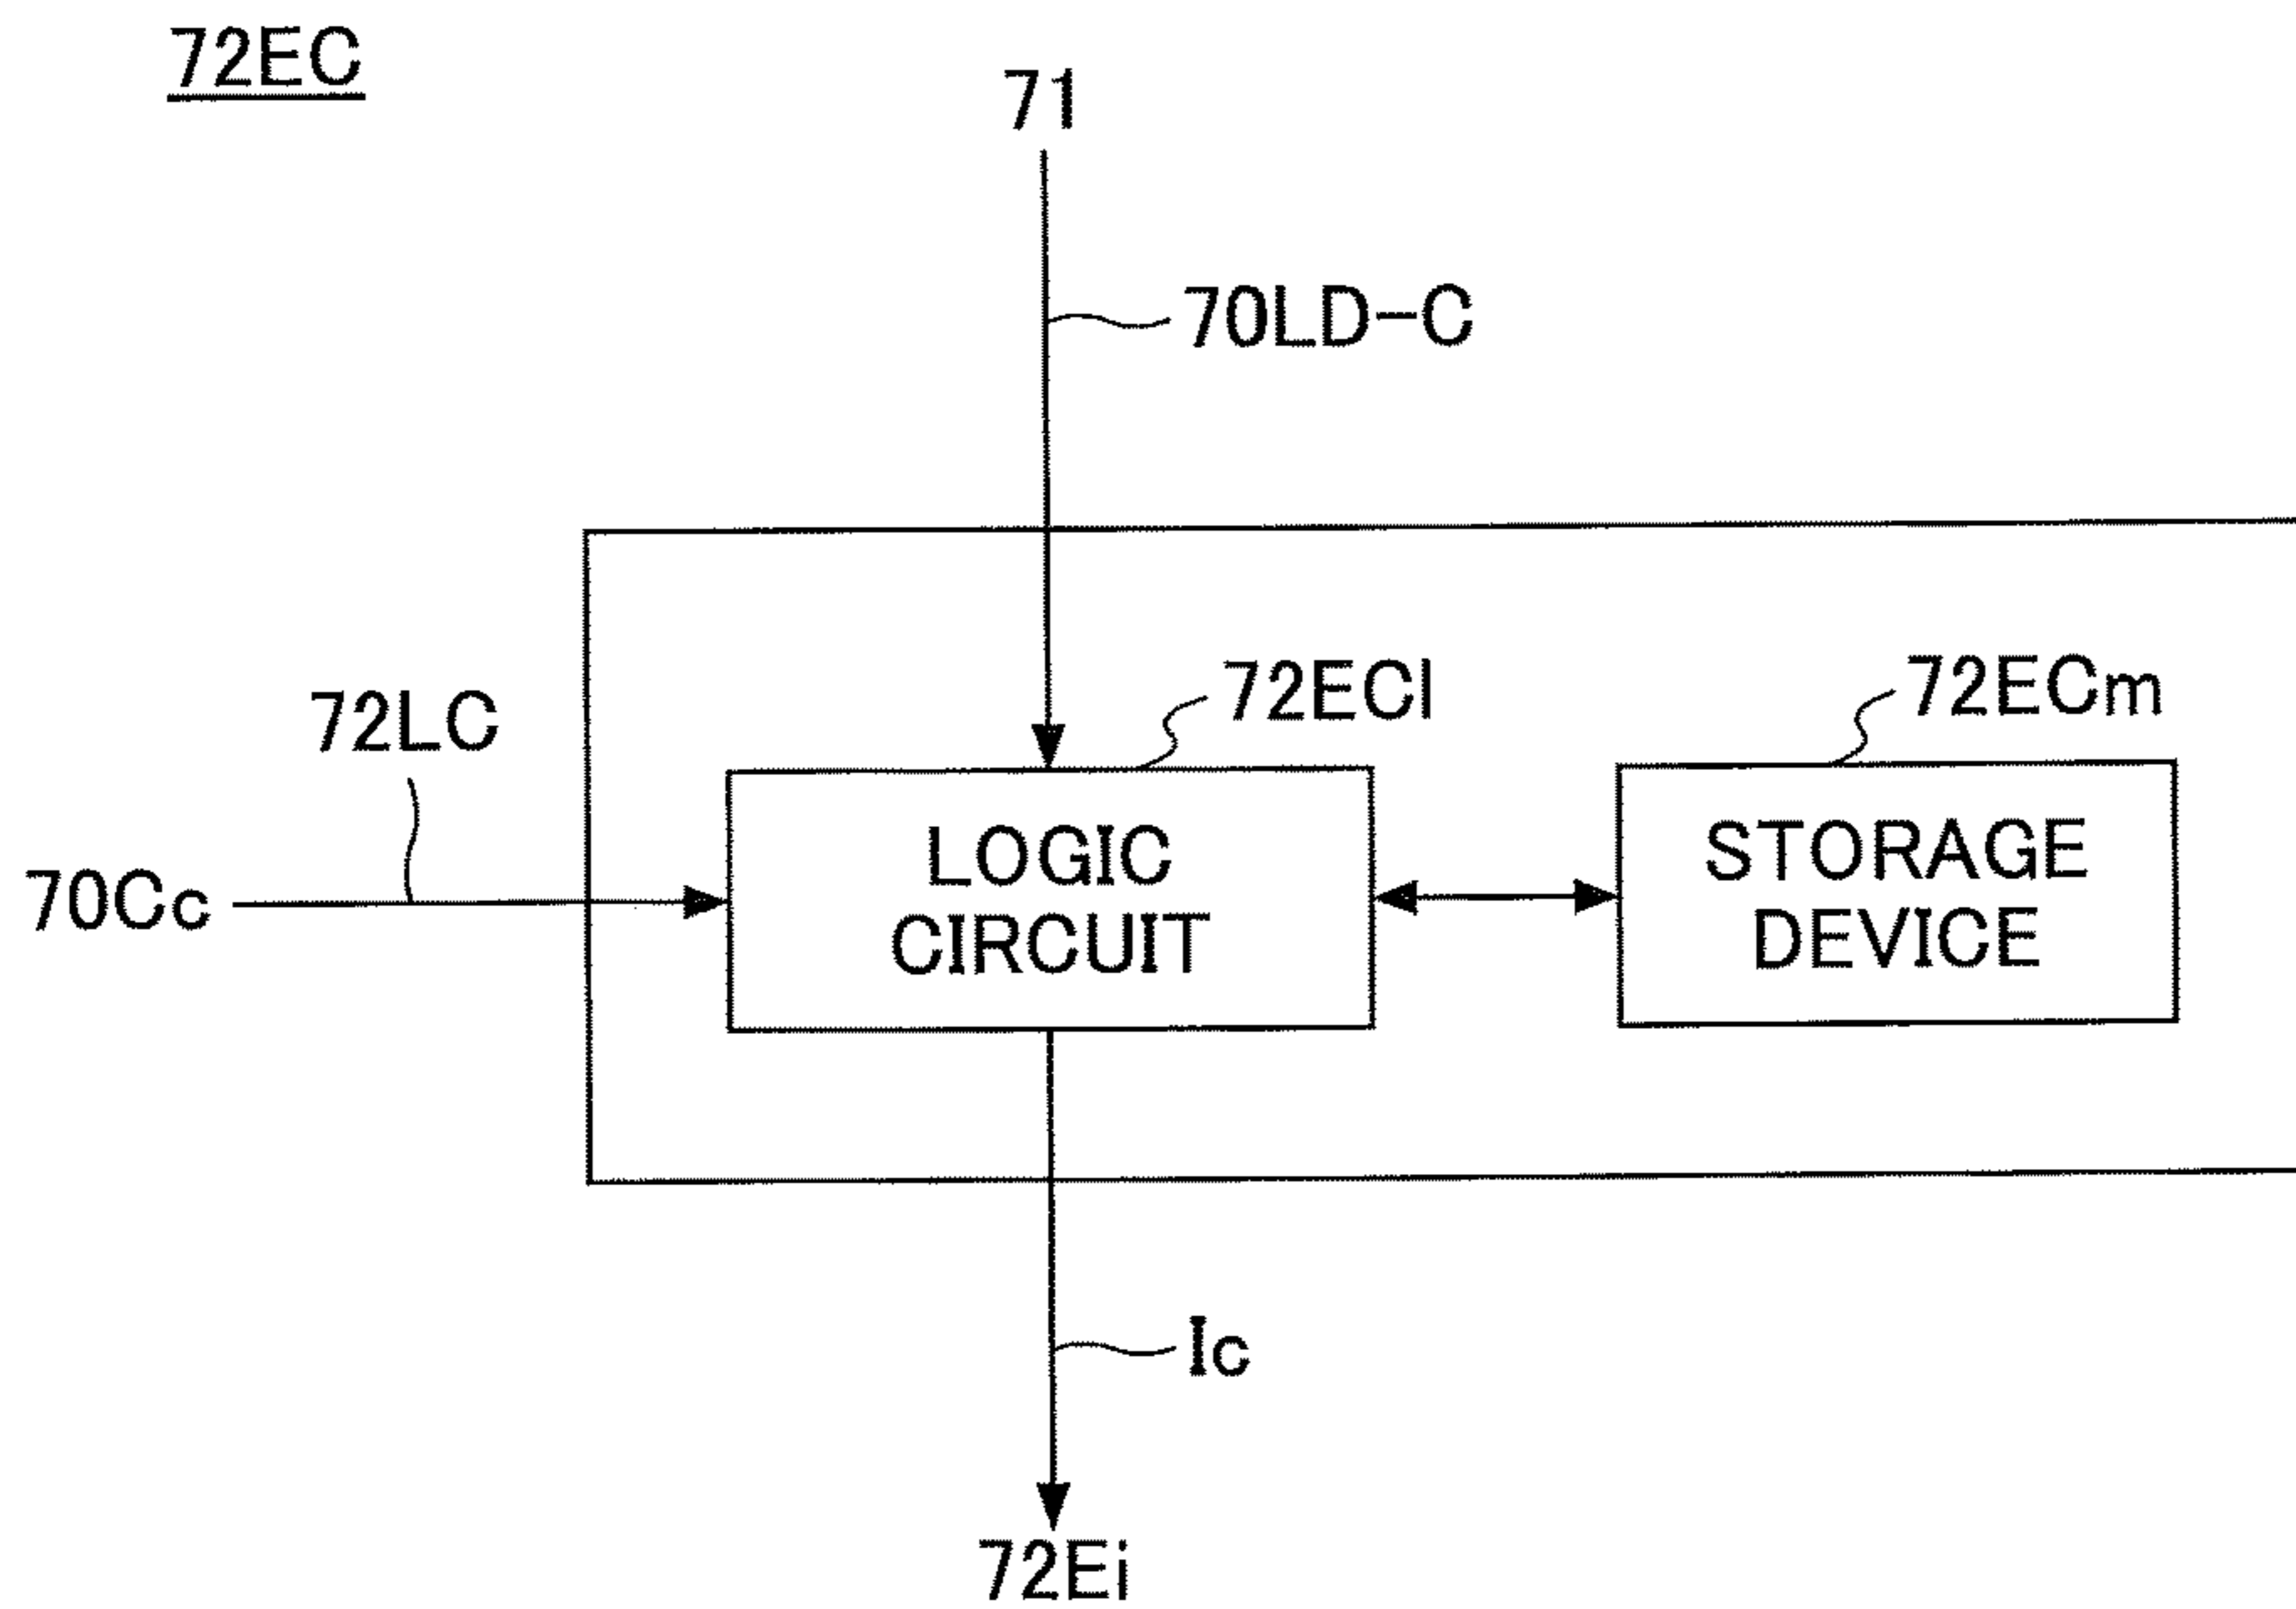 72EC
71
70LD-C
72ECl
72ECm
72LC
LOGIC
CIRCUIT
STORAGE
DEVICE
70Cc
Ic
72Ei